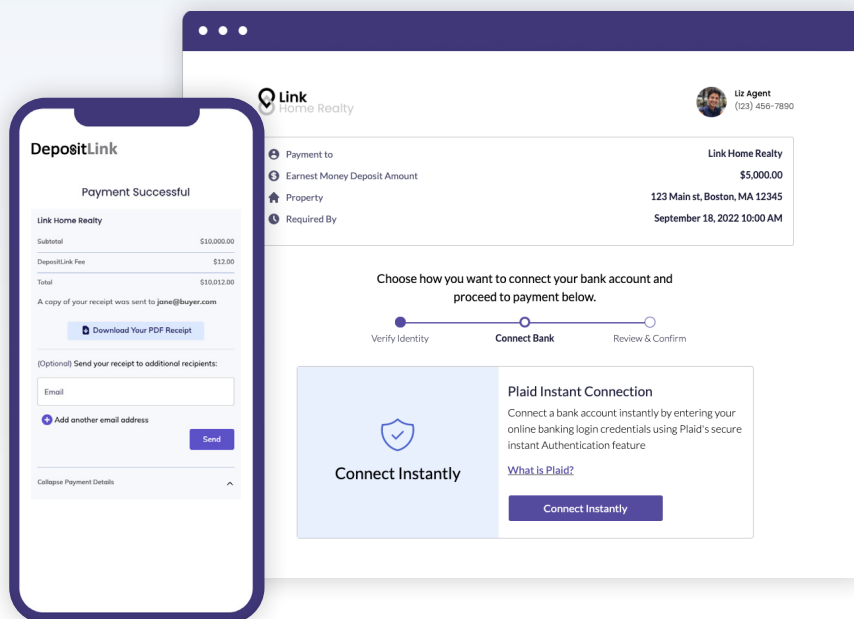 DepositLink
Payment Successful
Link Home Realty
Subtotal $10,000.00
DepositLink Fee $12.00
Total $10,012.00
A copy of your receipt was sent to jane@buyer.com
Download Your PDF Receipt
(Optional) Send your receipt to additional recipients:
Email
Add another email address
Send
Collapse Payment Details
Link
Home Realty
Liz Agent
(123) 456-7890
Payment to Link Home Realty
Earnest Money Deposit Amount $5,000.00
Property 123 Main st, Boston, MA 12345
Required By September 18, 2022 10:00 AM
Choose how you want to connect your bank account and
proceed to payment below.
Verify Identity Connect Bank Review & Confirm
Connect Instantly
Plaid Instant Connection
Connect a bank account instantly by entering your
online banking login credentials using Plaid's secure
instant Authentication feature
What is Plaid?
Connect Instantly